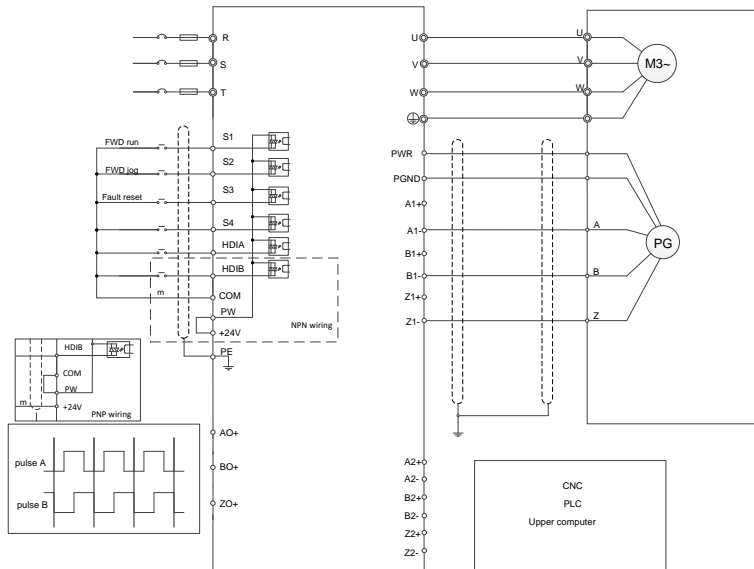 R
S
T
FWD run
S1
FWD jog
S2
Fault reset
S3
S4
HDIA
HDIB
m
COM
PW
+24V
NPN wiring
PE
HDIB
COM
PW
m
+24V
PNP wiring
pulse A
pulse B
AO+
BO+
ZO+
U
V
W
U
V
W
M3~
PWR
PGND
A1+
A1-
A
B1+
B1-
B
Z1+
Z1-
Z
PG
A2+
A2-
B2+
B2-
Z2+
Z2-
CNC
PLC
Upper computer